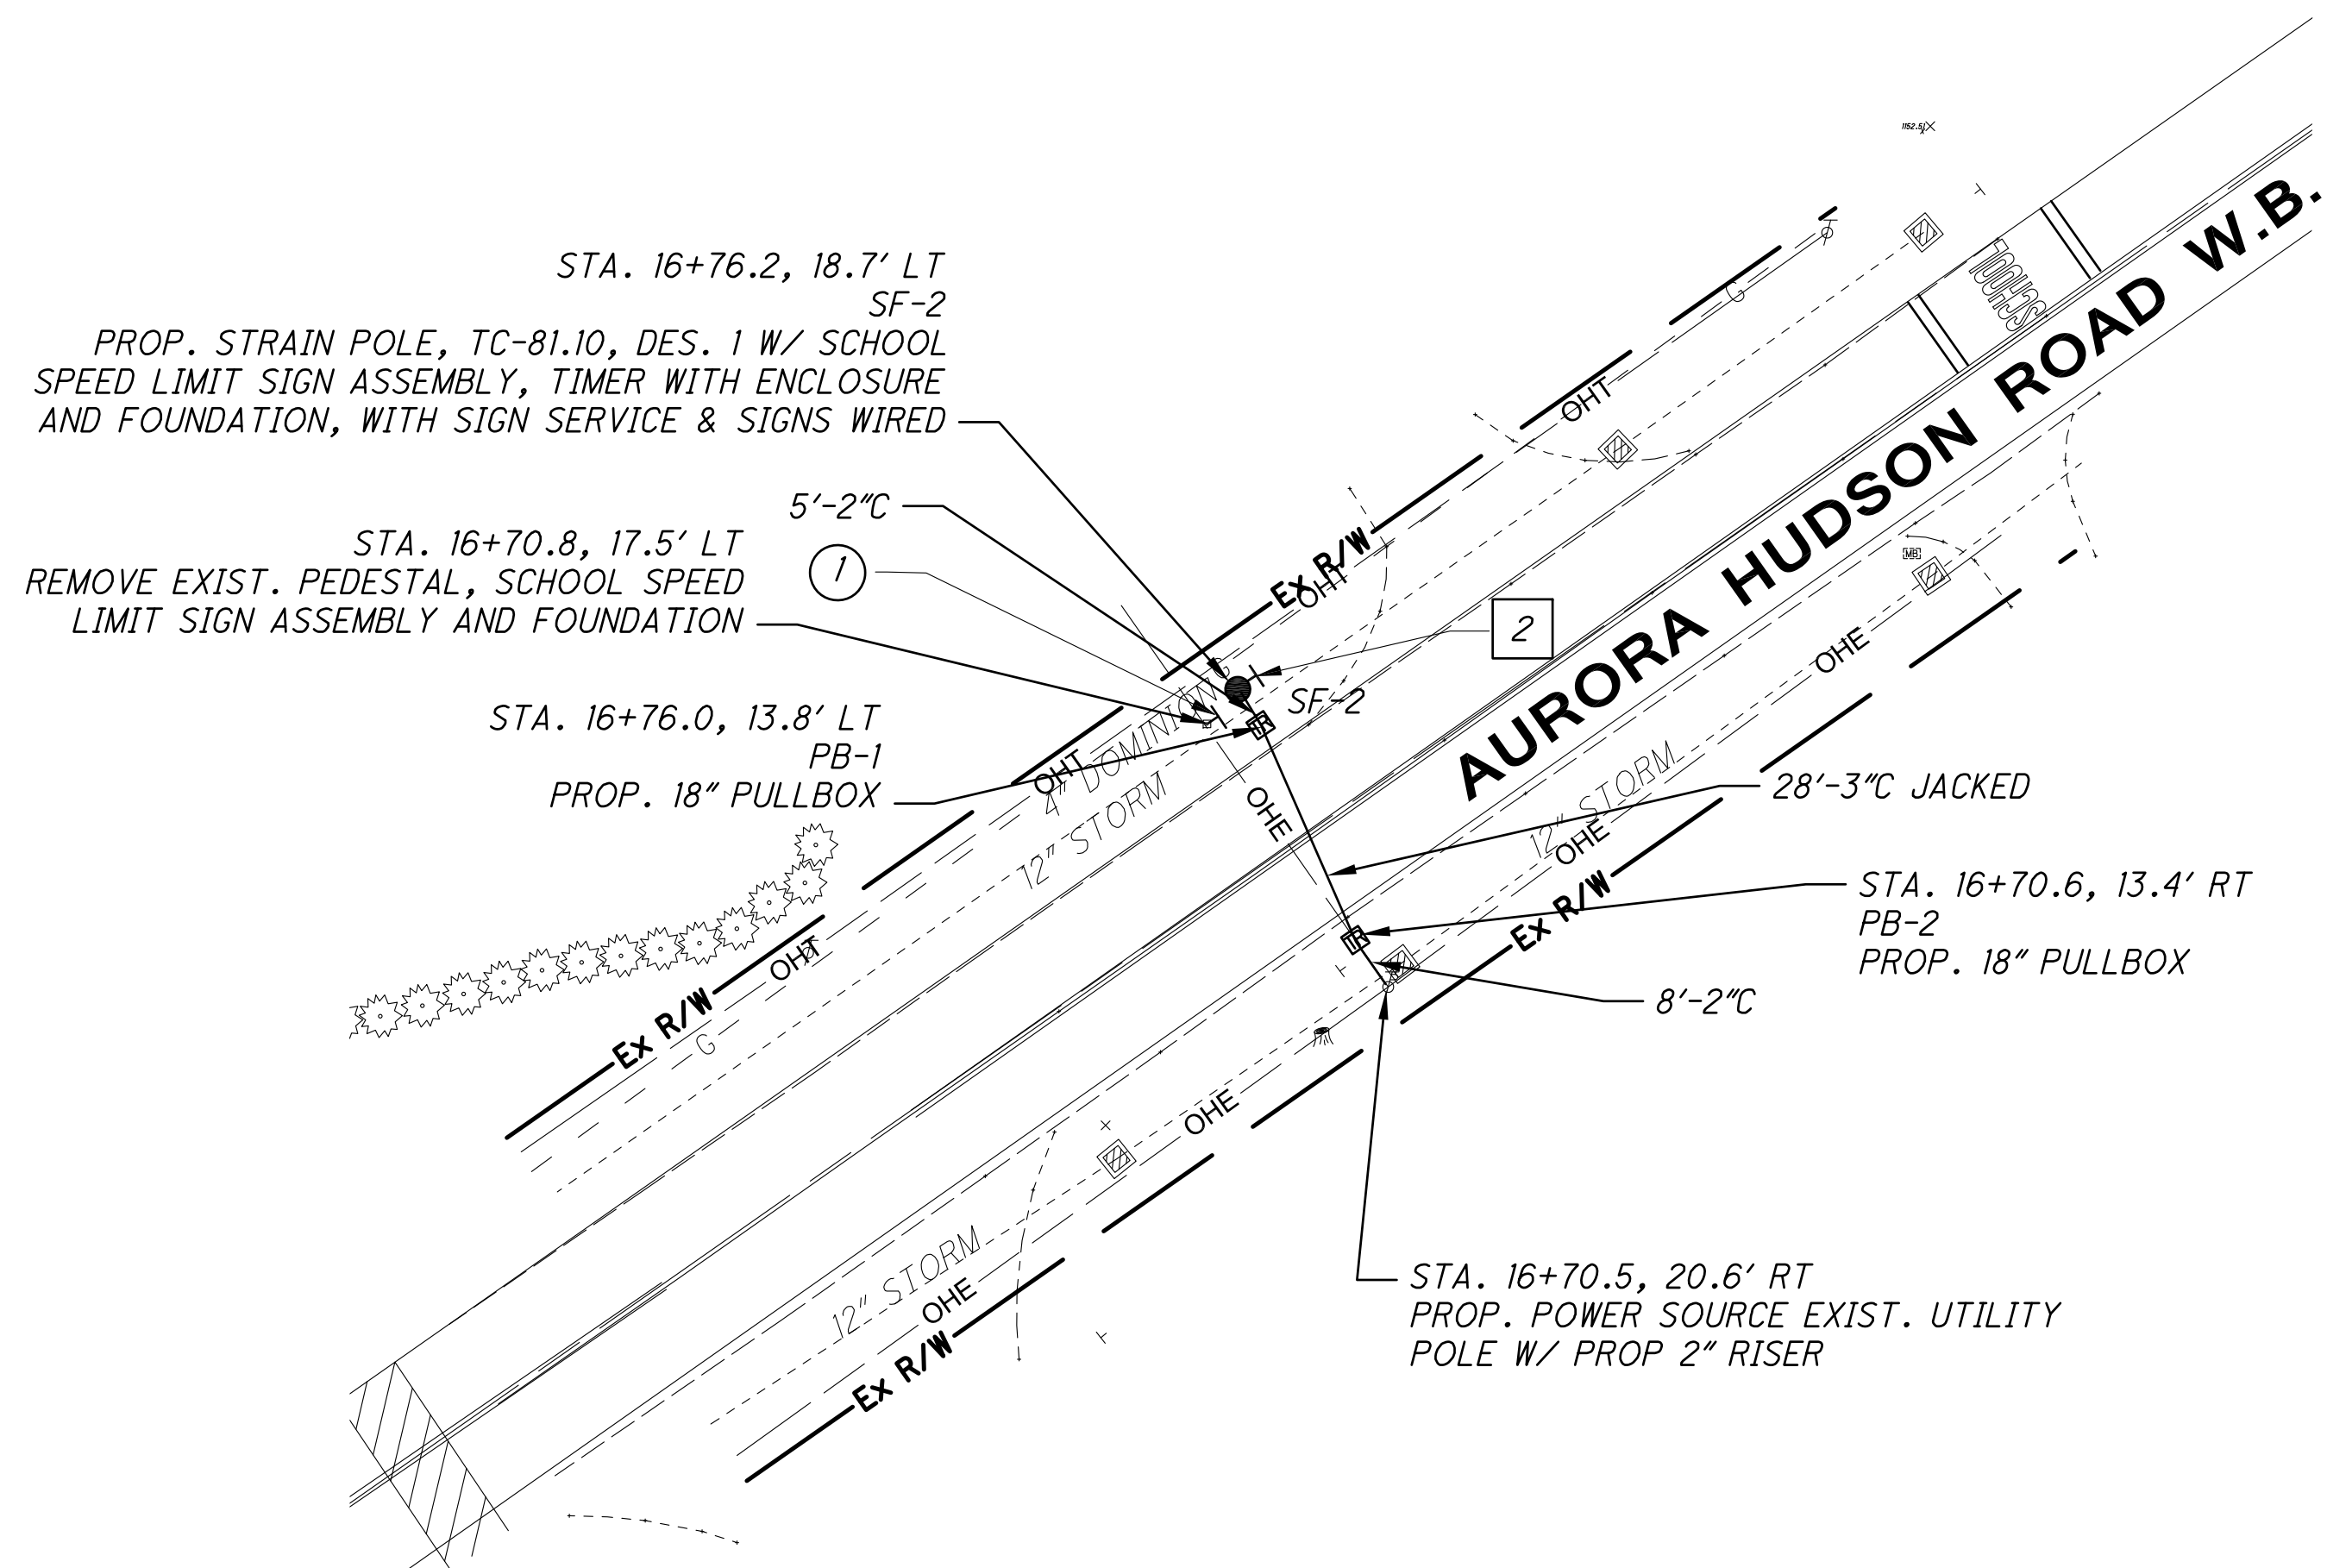 STA. 16+76.2, 18.7' LT
SF-2
PROP. STRAIN POLE, TC-81.10, DES. 1 W/ SCHOOL
SPEED LIMIT SIGN ASSEMBLY, TIMER WITH ENCLOSURE
AND FOUNDATION, WITH SIGN SERVICE & SIGNS WIRED
5'-2"C
STA. 16+70.8, 17.5' LT
REMOVE EXIST. PEDESTAL, SCHOOL SPEED
LIMIT SIGN ASSEMBLY AND FOUNDATION
1
STA. 16+76.0, 13.8' LT
PB-1
PROP. 18" PULLBOX
2
SF-2
TR
TR
AURORA HUDSON ROAD W.B.
SCHOOL
1152.51
MB
28'-3"C JACKED
STA. 16+70.6, 13.4' RT
PB-2
PROP. 18" PULLBOX
8'-2"C
STA. 16+70.5, 20.6' RT
PROP. POWER SOURCE EXIST. UTILITY
POLE W/ PROP 2" RISER
Ex R/W
Ex R/W
Ex R/W
Ex R/W
OHT
OHT
OHT
OHT
OHE
OHE
OHE
OHE
OHE
4" DOMINION
12" STORM
12" STORM
12" STORM
G
G
G
G